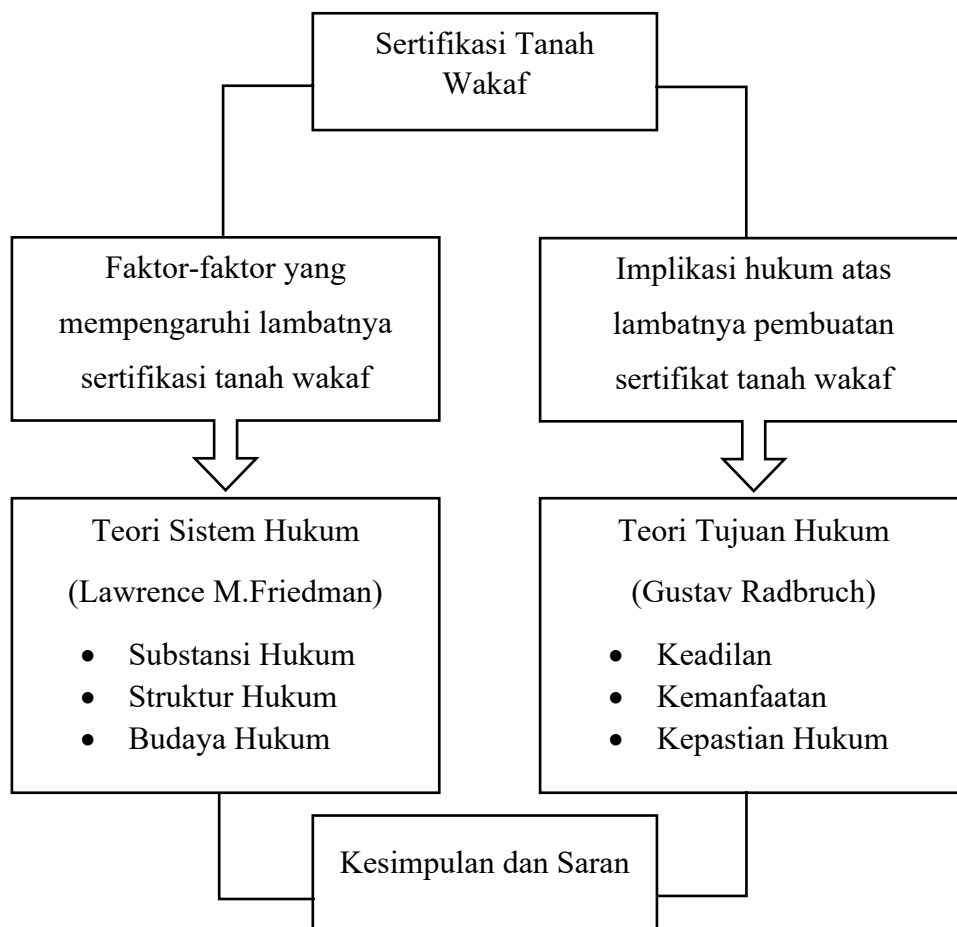 Sertifikasi Tanah
Wakaf
Faktor-faktor yang
mempengaruhi lambatnya
sertifikasi tanah wakaf
Implikasi hukum atas
lambatnya pembuatan
sertifikat tanah wakaf
Teori Sistem Hukum
(Lawrence M.Friedman)
• Substansi Hukum
• Struktur Hukum
• Budaya Hukum
Teori Tujuan Hukum
(Gustav Radbruch)
• Keadilan
• Kemanfaatan
• Kepastian Hukum
Kesimpulan dan Saran